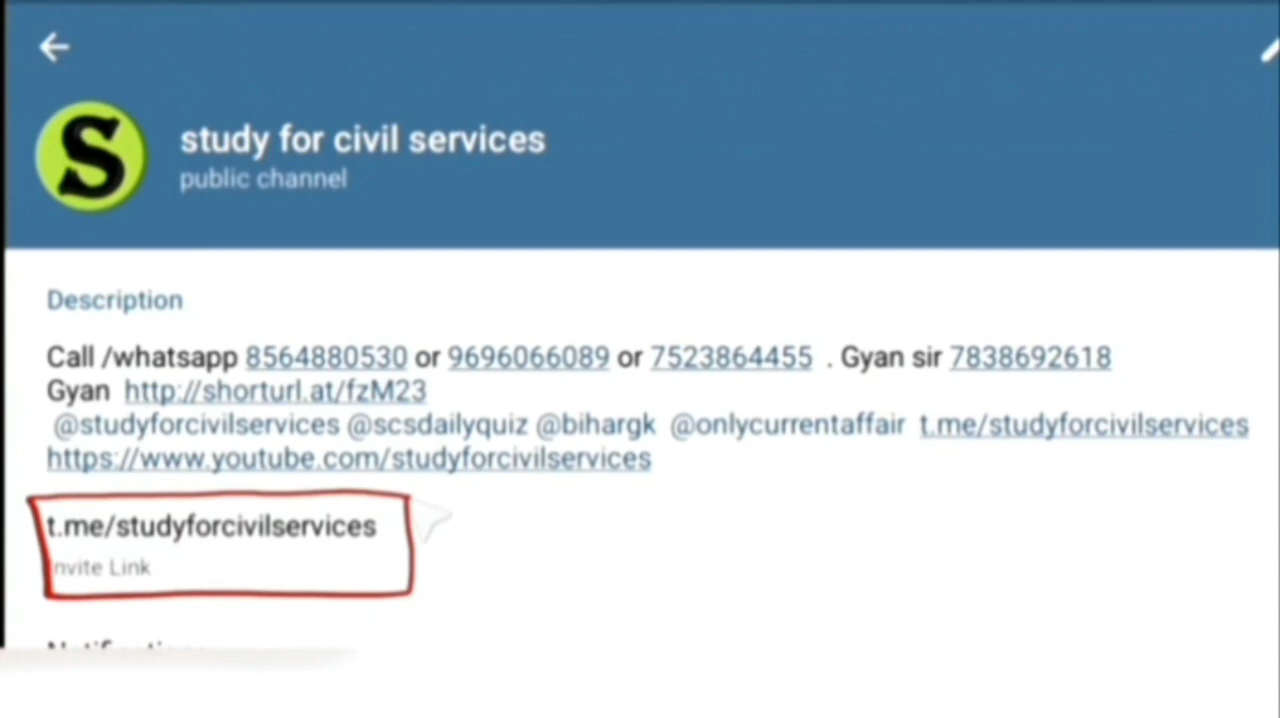 S
study for civil services
public channel
Description
Call /whatsapp 8564880530 or 9696066089 or 7523864455 . Gyan sir 7838692618
Gyan http://shorturl.at/fzM23
@studyforcivilservices @scsdailyquiz @bihargk @onlycurrentaffair t.me/studyforcivilservices
https://www.youtube.com/studyforcivilservices
t.me/studyforcivilservices
Invite Link